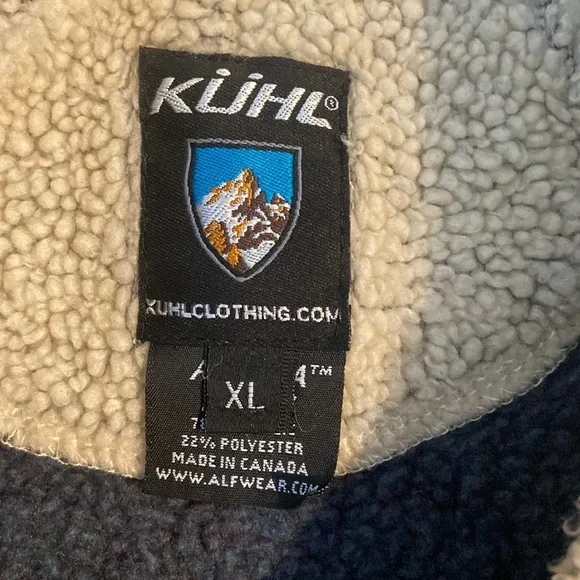 KÜHL®
KUHLCLOTHING.COM
XL
22% POLYESTER
MADE IN CANADA
WWW.ALFWEAR.COM